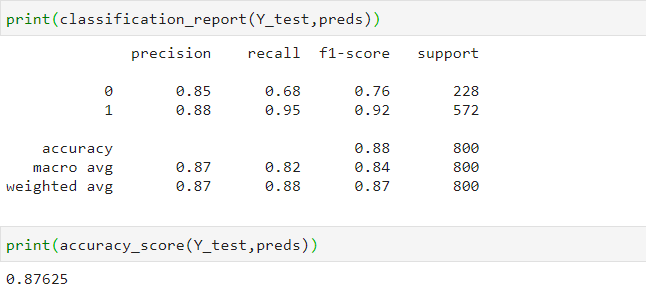 print(classification_report(Y_test,preds))
precision recall f1-score support
0 0.85 0.68 0.76 228
1 0.88 0.95 0.92 572
accuracy 0.88 800
macro avg 0.87 0.82 0.84 800
weighted avg 0.87 0.88 0.87 800
print(accuracy_score(Y_test,preds))
0.87625